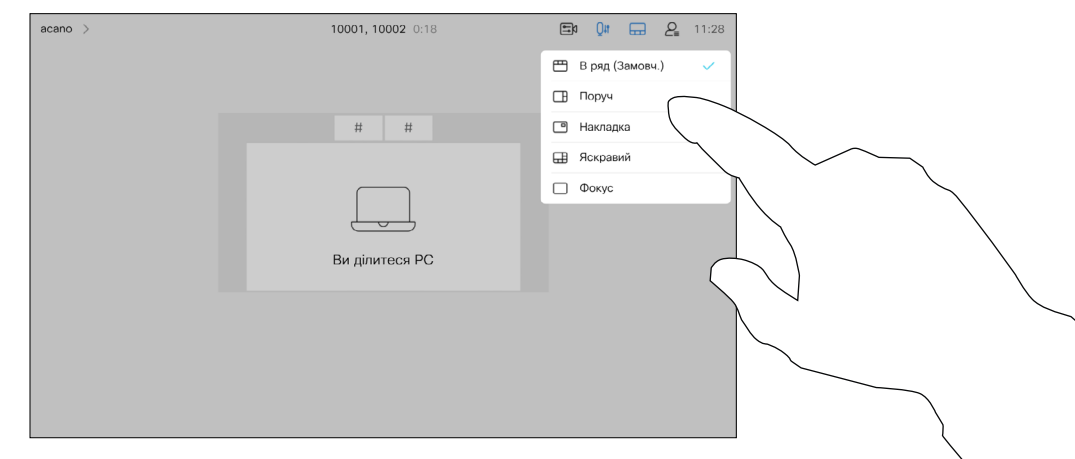 acano > 10001, 10002 0:18 11:28
В ряд (Замовч.)
Поруч
Накладка
Яскравий
Фокус
# #
Ви ділитеся PC